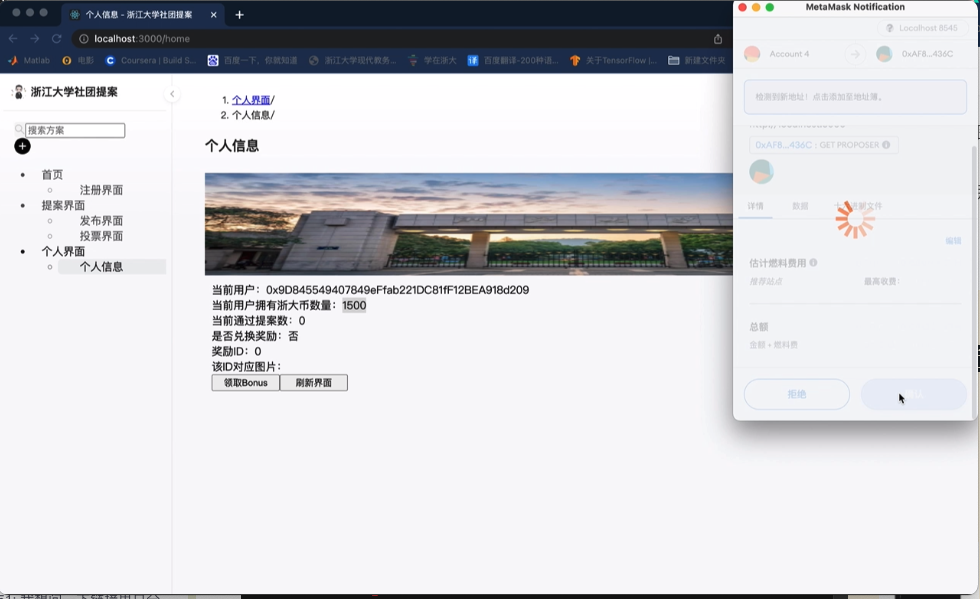 个人信息 - 浙江大学社团提案
MetaMask Notification
localhost:3000/home
Localhost 8545
Matlab
电影
Coursera | Build S...
百度一下，你就知道
浙江大学现代教务...
学在浙大
百度翻译-200种语...
关于TensorFlow |...
新建文件夹
Account 4
0xAF8...436C
检测到新地址！点击添加至地址簿。
浙江大学社团提案
搜索方案
首页
注册界面
提案界面
发布界面
投票界面
个人界面
个人信息
1. 个人界面/
2. 个人信息/
个人信息
当前用户：0x9D845549407849eFfab221DC81fF12BEA918d209
当前用户拥有浙大币数量：1500
当前通过提案数：0
是否兑换奖励：否
奖励ID：0
该ID对应图片：
领取Bonus
刷新界面
0xAF8...436C : GET PROPOSER
详情
数据
编辑
估计燃料费用
推荐站点
最高收费：
总额
金额 + 燃料费
拒绝